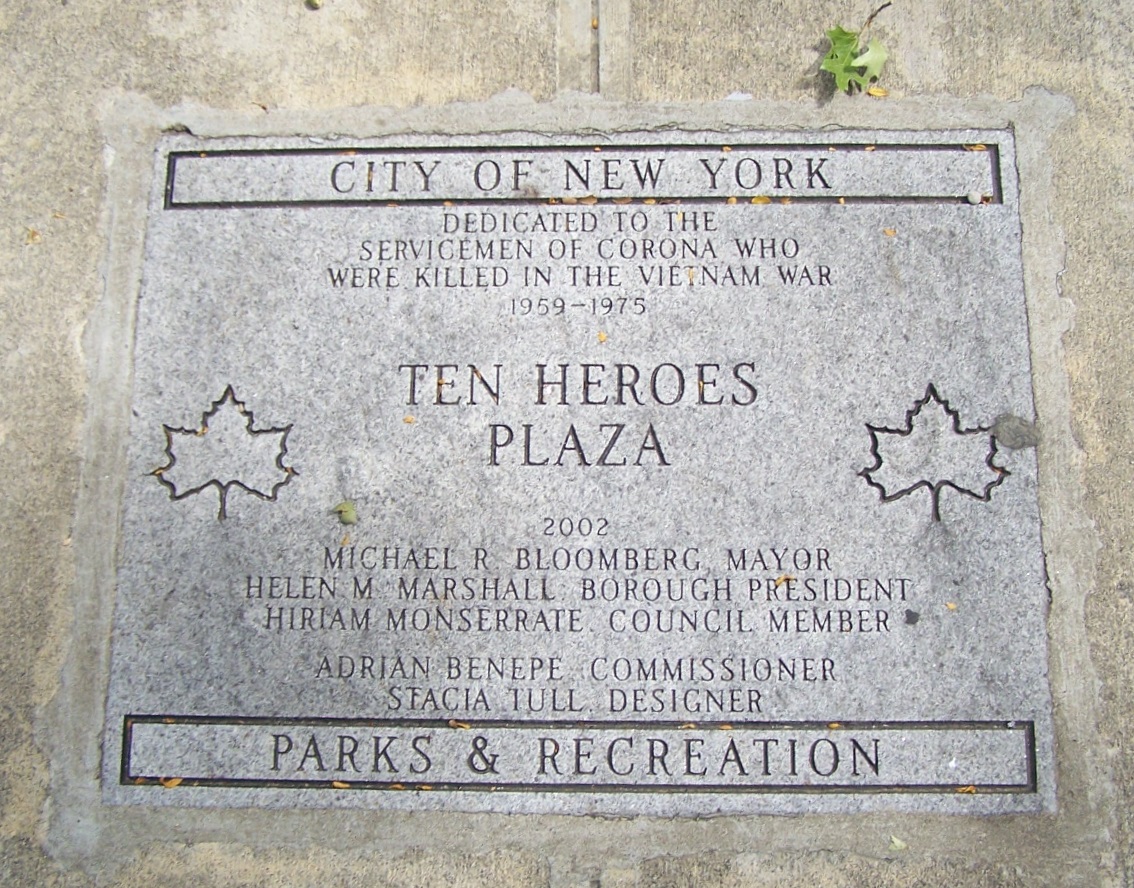 CITY OF NEW YORK
DEDICATED TO THE
SERVICEMEN OF CORONA WHO
WERE KILLED IN THE VIETNAM WAR
1959-1975
TEN HEROES
PLAZA
2002
MICHAEL R. BLOOMBERG, MAYOR
HELEN M. MARSHALL, BOROUGH PRESIDENT
HIRIAM MONSERRATE, COUNCIL MEMBER
ADRIAN BENEPE, COMMISSIONER
STACIA TULL, DESIGNER
PARKS & RECREATION